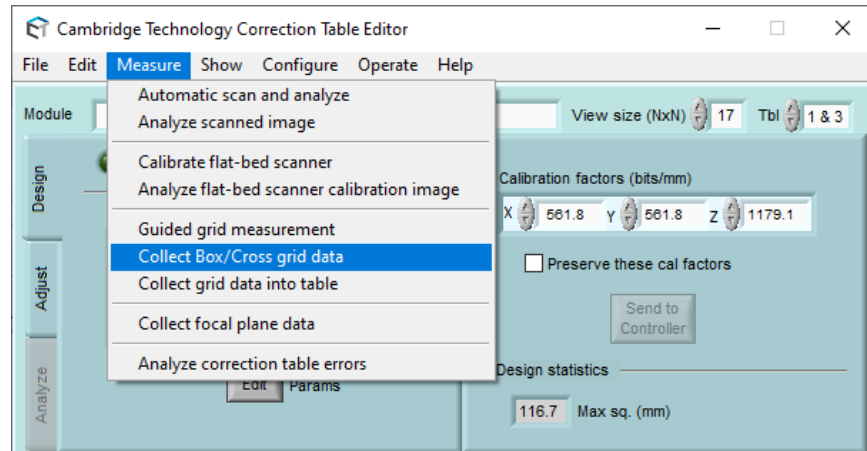 Cambridge Technology Correction Table Editor
File Edit Measure Show Configure Operate Help
Module
View size (NxN) 17 Tbl 1 & 3
Automatic scan and analyze
Analyze scanned image
Calibrate flat-bed scanner
Analyze flat-bed scanner calibration image
Guided grid measurement
Collect Box/Cross grid data
Collect grid data into table
Collect focal plane data
Analyze correction table errors
Design
Adjust
Analyze
Edit Params
Calibration factors (bits/mm)
X 561.8 Y 561.8 Z 1179.1
Preserve these cal factors
Send to
Controller
Design statistics
116.7 Max sq. (mm)